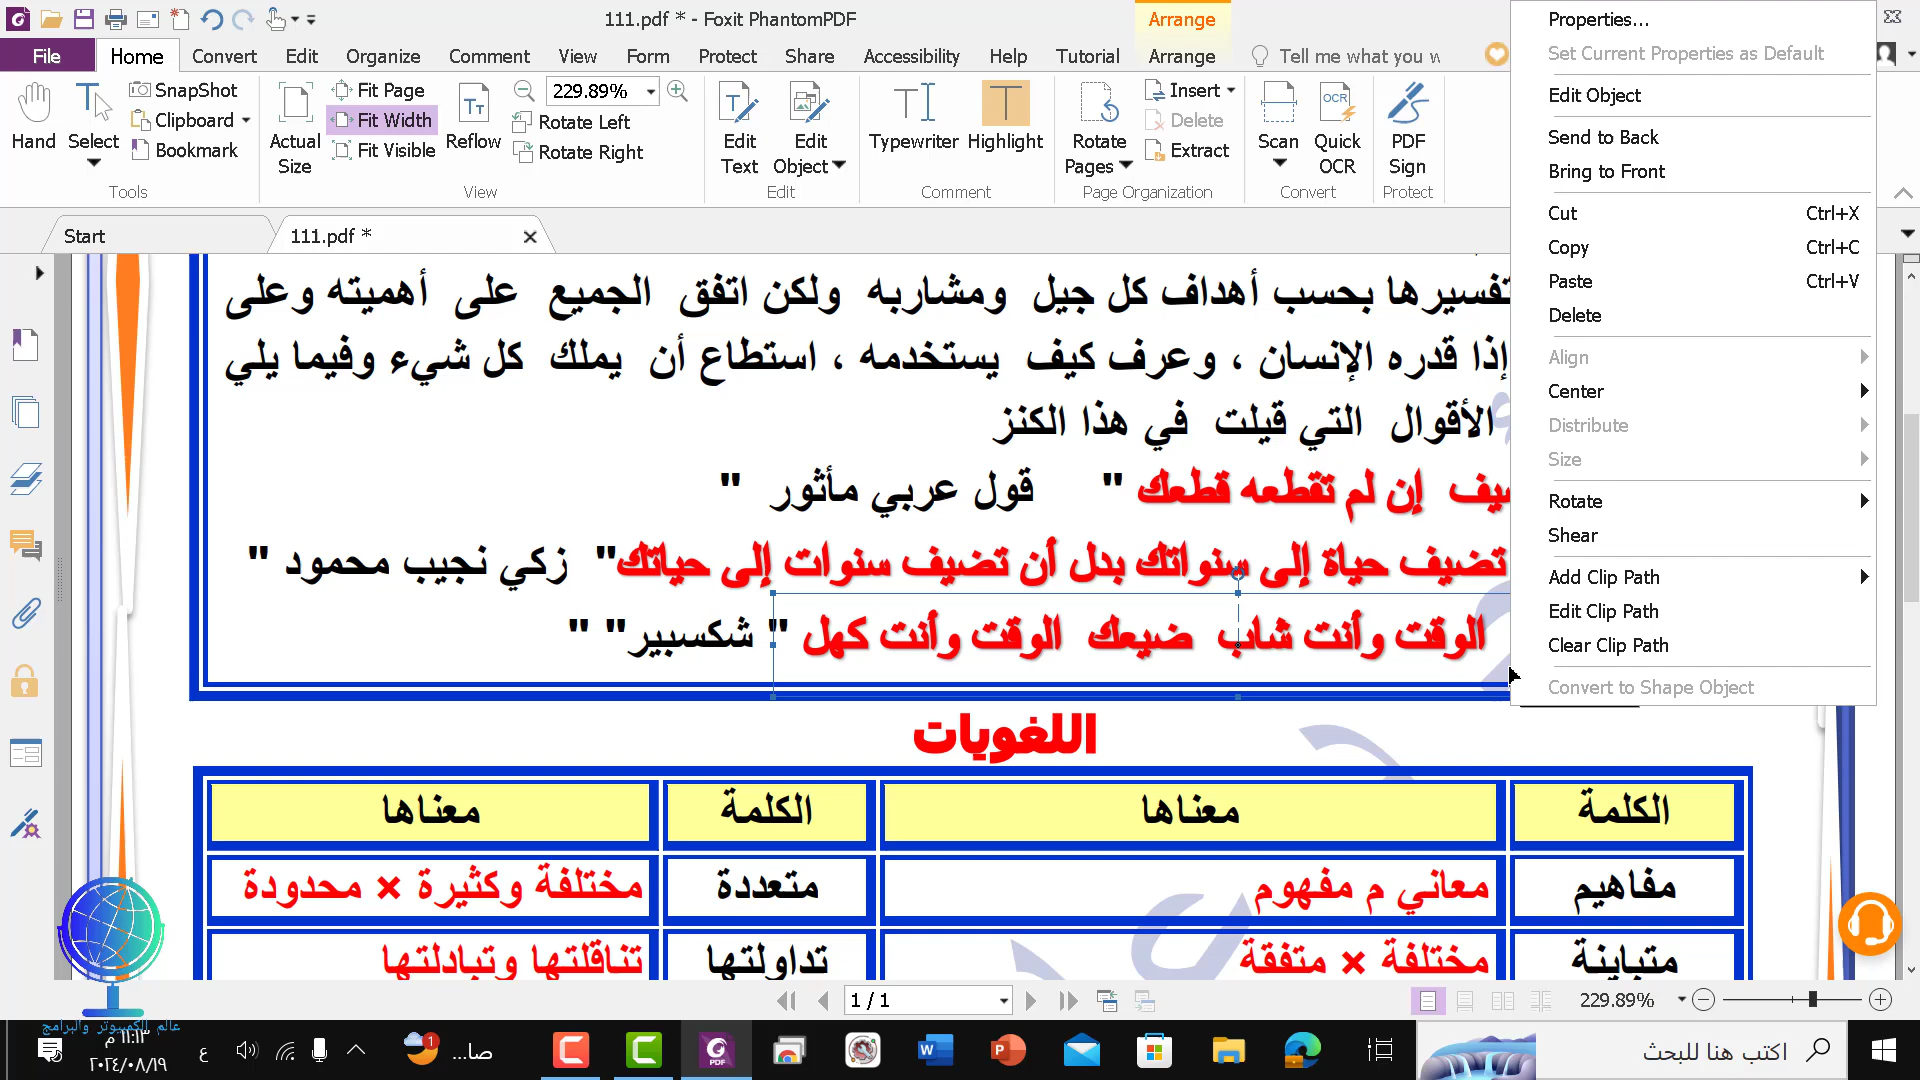 111.pdf * - Foxit PhantomPDF
Arrange
File Home Convert Edit Organize Comment View Form Protect Share Accessibility Help Tutorial Arrange Tell me what you w
Hand
Select
SnapShot
Clipboard
Bookmark
Tools
Actual Size
Fit Page
Fit Width
Fit Visible
Reflow
229.89%
Rotate Left
Rotate Right
View
Edit Text
Edit Object
Edit
Typewriter
Highlight
Comment
Rotate Pages
Insert
Delete
Extract
Page Organization
Scan
Quick OCR
Convert
PDF Sign
Protect
Start
111.pdf *
Properties...
Set Current Properties as Default
Edit Object
Send to Back
Bring to Front
Cut Ctrl+X
Copy Ctrl+C
Paste Ctrl+V
Delete
Align
Center
Distribute
Size
Rotate
Shear
Add Clip Path
Edit Clip Path
Clear Clip Path
Convert to Shape Object
تفسيرها بحسب أهداف كل جيل ومشاربه ولكن اتفق الجميع على أهميته وعلى
إذا قدره الإنسان ، وعرف كيف يستخدمه ، استطاع أن يملك كل شيء وفيما يلي
الأقوال التي قيلت في هذا الكنز
إن لم تقطعه قطعك " قول عربي مأثور "
تضيف حياة إلى سنواتك بدل أن تضيف سنوات إلى حياتك" زكي نجيب محمود "
الوقت وأنت شاب ضيعك الوقت وأنت كهل " شكسبير" "
اللغويات
الكلمة معناها الكلمة معناها
مفاهيم معاني م مفهوم متعددة مختلفة وكثيرة × محدودة
متباينة مختلفة × متفقة تداولتها تناقلتها وتبادلتها
عالم الكمبيوتر والبرامج
1 / 1
229.89%
١١:١٣ م
٢٠٢٤/٠٨/١٩
ع
1
صا...
اكتب هنا للبحث